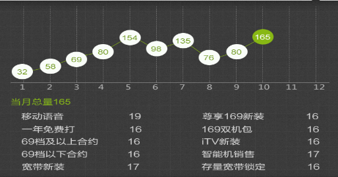 32 58 69 80 154 98 135 76 80 165
1 2 3 4 5 6 7 8 9 10 11 12
当月总量165
移动语音 19 尊享169新装 16
一年免费打 16 169双机包 16
69档及以上合约 16 iTV新装 16
69档以下合约 16 智能机销售 17
宽带新装 17 存量宽带锁定 16